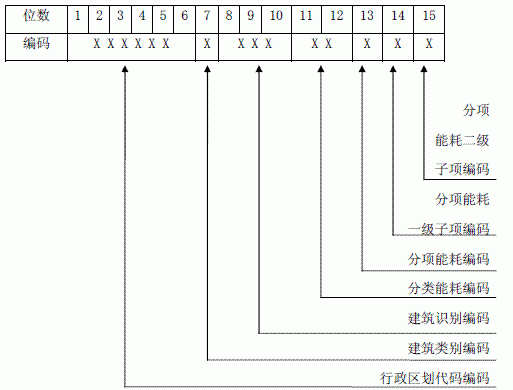 位数 1 2 3 4 5 6 7 8 9 10 11 12 13 14 15
编码 X X X X X X X X X X X X X X X
分项
能耗二级
子项编码
分项能耗
一级子项编码
分项能耗编码
分类能耗编码
建筑识别编码
建筑类别编码
行政区划代码编码